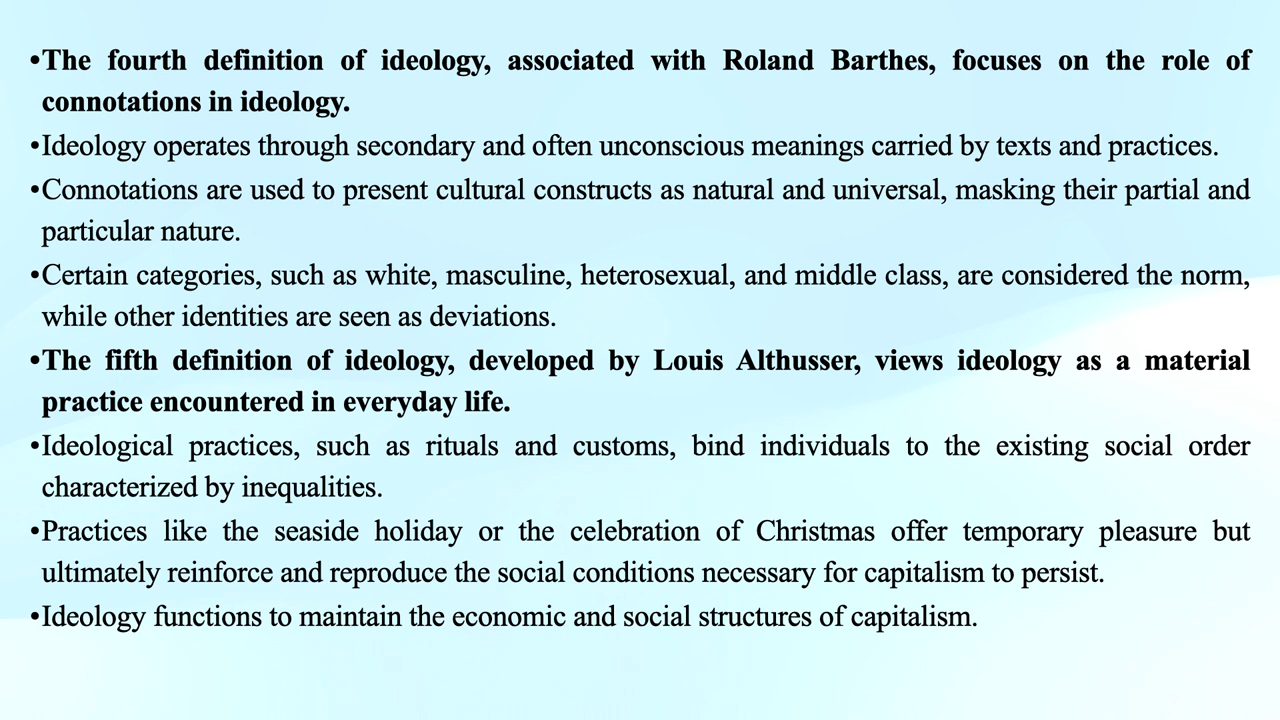 •The fourth definition of ideology, associated with Roland Barthes, focuses on the role of
connotations in ideology.
•Ideology operates through secondary and often unconscious meanings carried by texts and practices.
•Connotations are used to present cultural constructs as natural and universal, masking their partial and
particular nature.
•Certain categories, such as white, masculine, heterosexual, and middle class, are considered the norm,
while other identities are seen as deviations.
•The fifth definition of ideology, developed by Louis Althusser, views ideology as a material
practice encountered in everyday life.
•Ideological practices, such as rituals and customs, bind individuals to the existing social order
characterized by inequalities.
•Practices like the seaside holiday or the celebration of Christmas offer temporary pleasure but
ultimately reinforce and reproduce the social conditions necessary for capitalism to persist.
•Ideology functions to maintain the economic and social structures of capitalism.